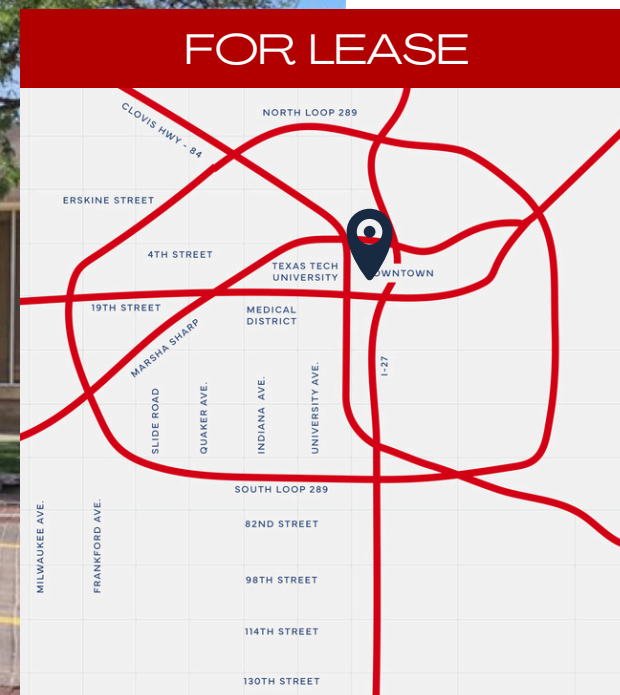 FOR LEASE
CLOVIS HWY - 84
NORTH LOOP 289
ERSKINE STREET
4TH STREET
TEXAS TECH
UNIVERSITY
OWNTOWN
19TH STREET
MEDICAL
DISTRICT
MARSHA SHARP
I-27
SLIDE ROAD
QUAKER AVE.
INDIANA AVE.
UNIVERSITY AVE.
SOUTH LOOP 289
MILWAUKEE AVE.
FRANKFORD AVE.
82ND STREET
98TH STREET
114TH STREET
130TH STREET